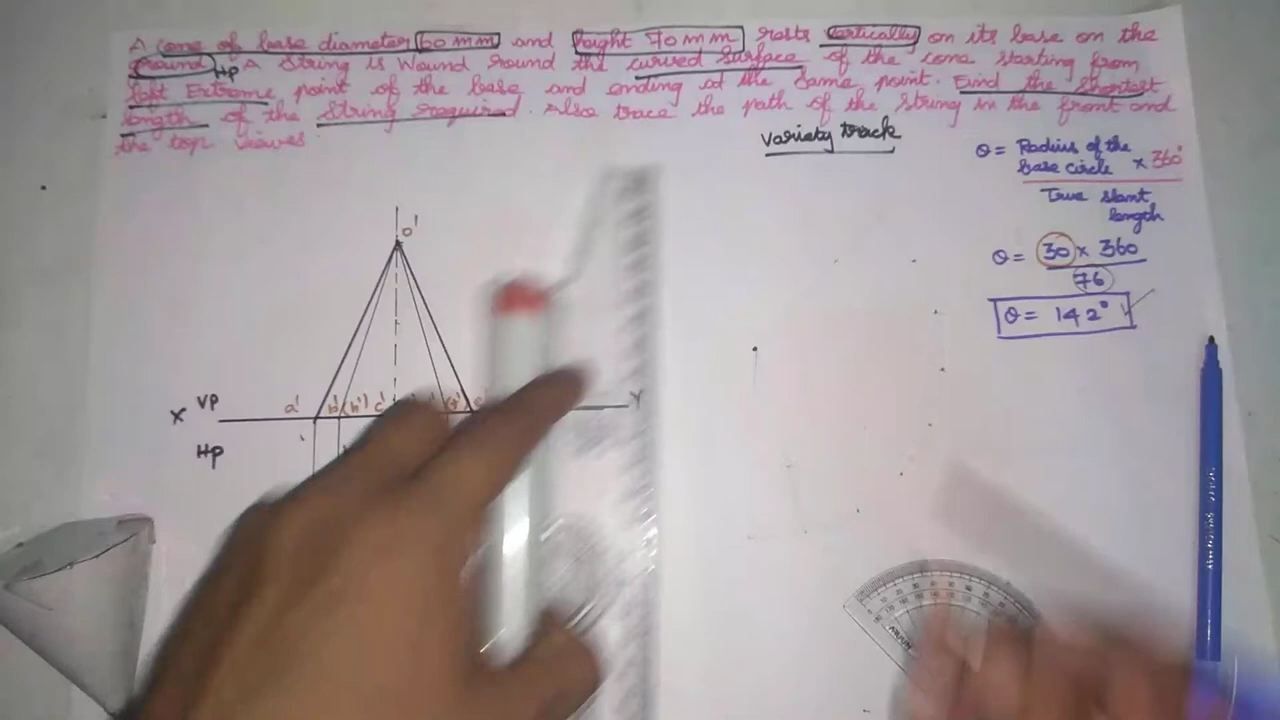 A cone of base diameter 60 mm and height 70 mm rests vertically on its base on the
ground. A string is Wound round the curved surface of the cone starting from
HP
left Extreme point of the base and ending at the same point. Find the shortest
length of the string required. Also trace the path of the string in the front and
the top views
Variety track
θ = Radius of the
base circle × 360°
True slant
length
θ = 30 × 360
76
θ = 142°
o'
a' b' (h') c'
X VP Y
HP